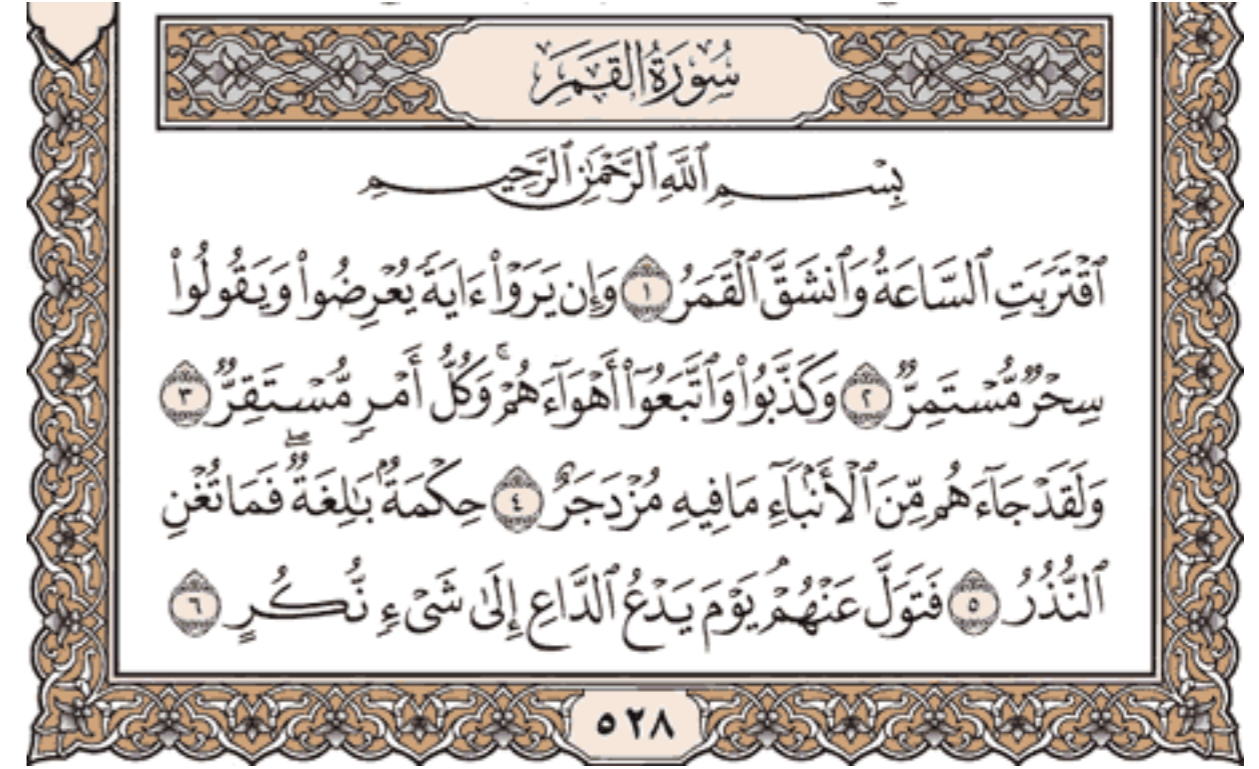 سُورَةُ القَمَرِ
بِسْمِ ٱللَّهِ ٱلرَّحْمَٰنِ ٱلرَّحِيمِ
ٱقْتَرَبَتِ ٱلسَّاعَةُ وَٱنشَقَّ ٱلْقَمَرُ ١ وَإِن يَرَوْا۟ ءَايَةً يُعْرِضُوا۟ وَيَقُولُوا۟
سِحْرٌ مُّسْتَمِرٌّ ٢ وَكَذَّبُوا۟ وَٱتَّبَعُوٓا۟ أَهْوَآءَهُمْ ۚ وَكُلُّ أَمْرٍ مُّسْتَقِرٌّ ٣
وَلَقَدْ جَآءَهُم مِّنَ ٱلْأَنۢبَآءِ مَا فِيهِ مُزْدَجَرٌ ٤ حِكْمَةٌۢ بَٰلِغَةٌ ۖ فَمَا تُغْنِ
ٱلنُّذُرُ ٥ فَتَوَلَّ عَنْهُمْ ۘ يَوْمَ يَدْعُ ٱلدَّاعِ إِلَىٰ شَىْءٍ نُّكُرٍ ٦
٥٢٨